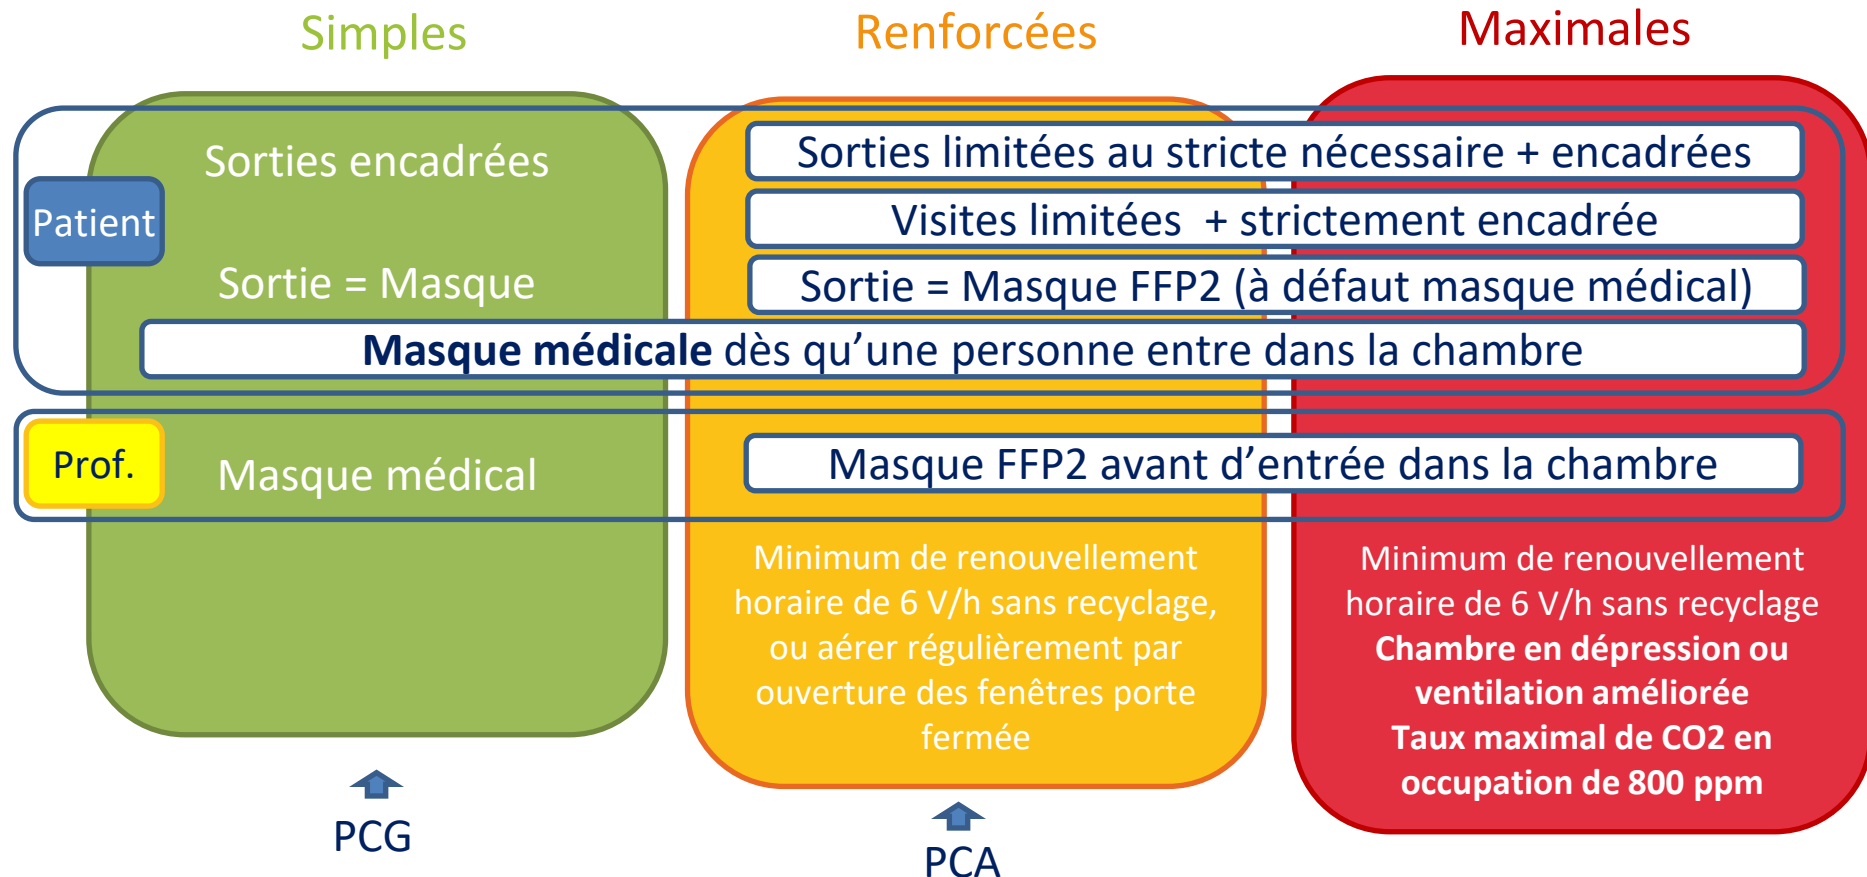 Simples
Renforcées
Maximales
Patient
Sorties encadrées
Sorties limitées au stricte nécessaire + encadrées
Visites limitées + strictement encadrée
Sortie = Masque
Sortie = Masque FFP2 (à défaut masque médical)
Masque médicale dès qu’une personne entre dans la chambre
Prof.
Masque médical
Masque FFP2 avant d’entrée dans la chambre
Minimum de renouvellement
horaire de 6 V/h sans recyclage,
ou aérer régulièrement par
ouverture des fenêtres porte
fermée
Minimum de renouvellement
horaire de 6 V/h sans recyclage
Chambre en dépression ou
ventilation améliorée
Taux maximal de CO2 en
occupation de 800 ppm
PCG
PCA